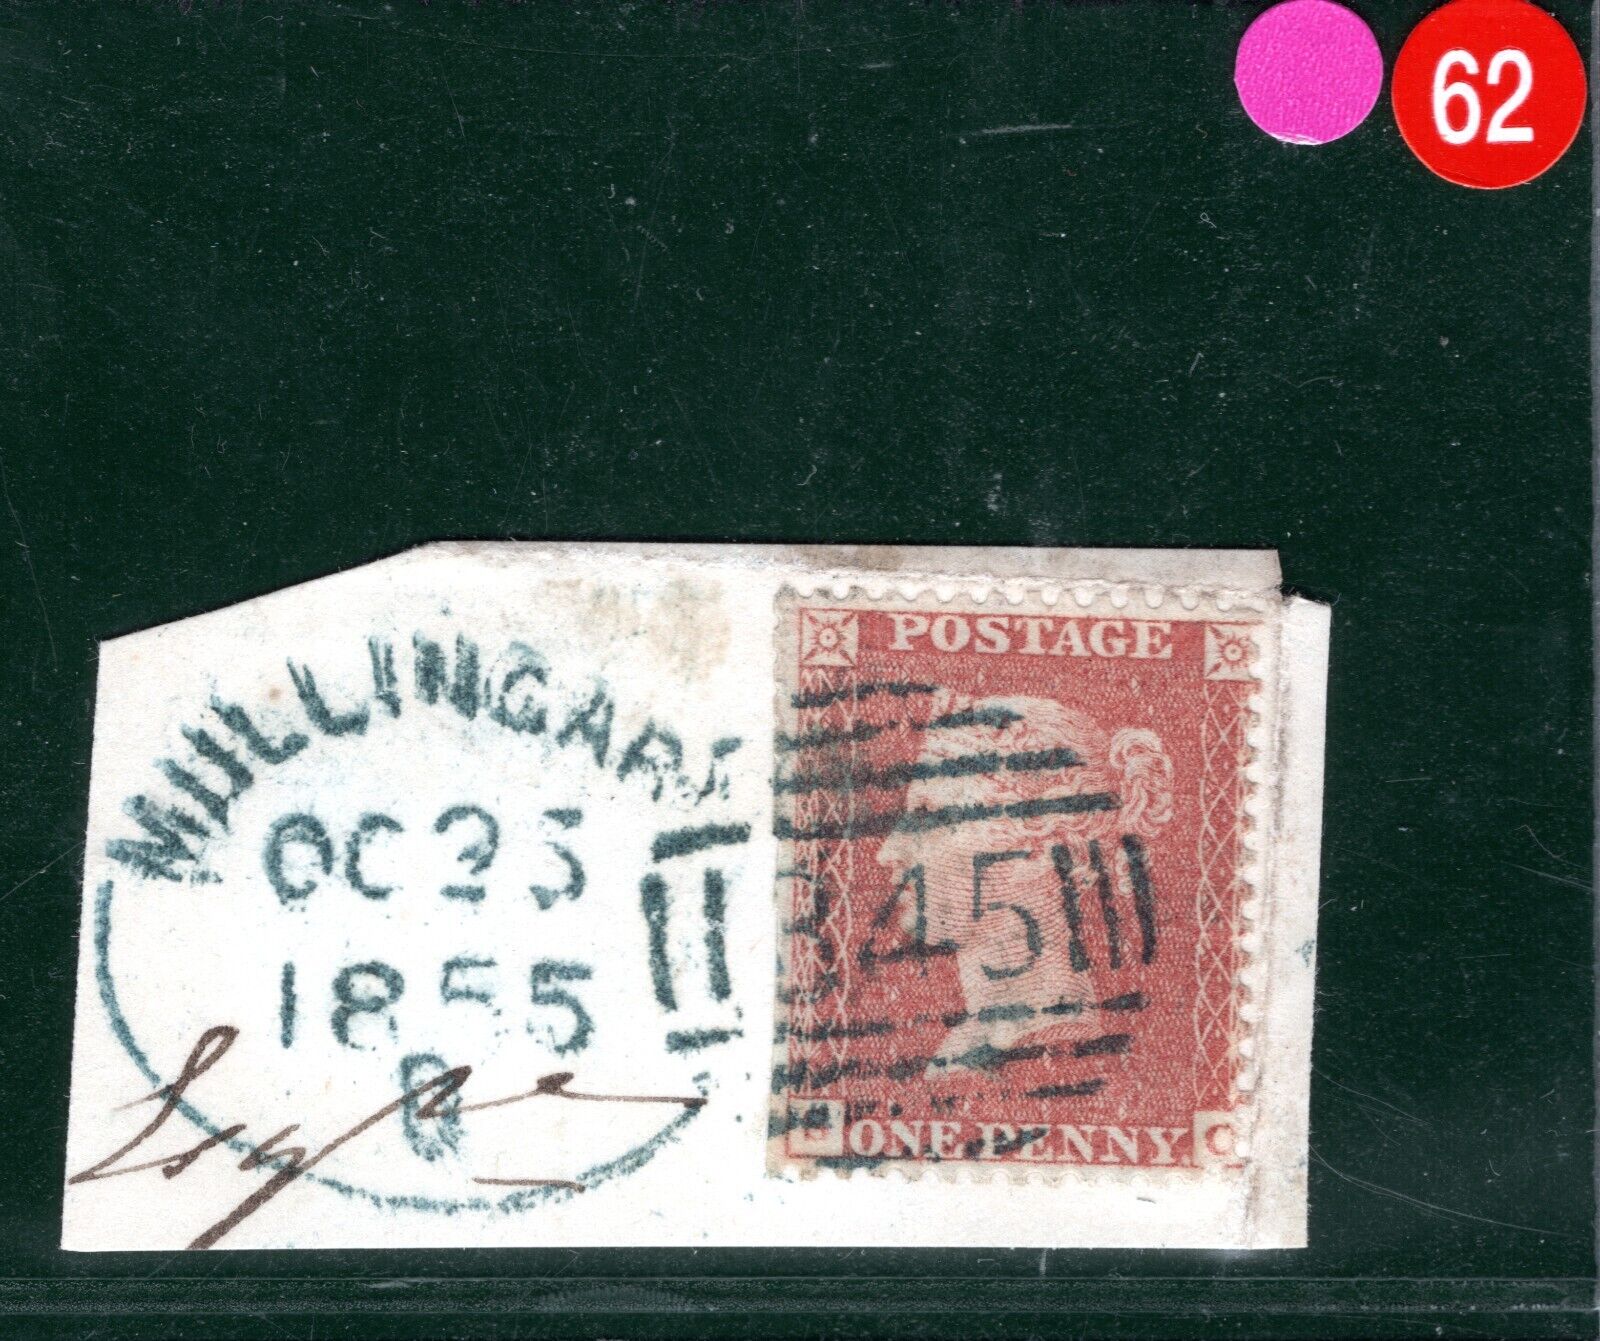 62
POSTAGE
MULLINGAR
OC 25
1855
345
ONE PENNY
C